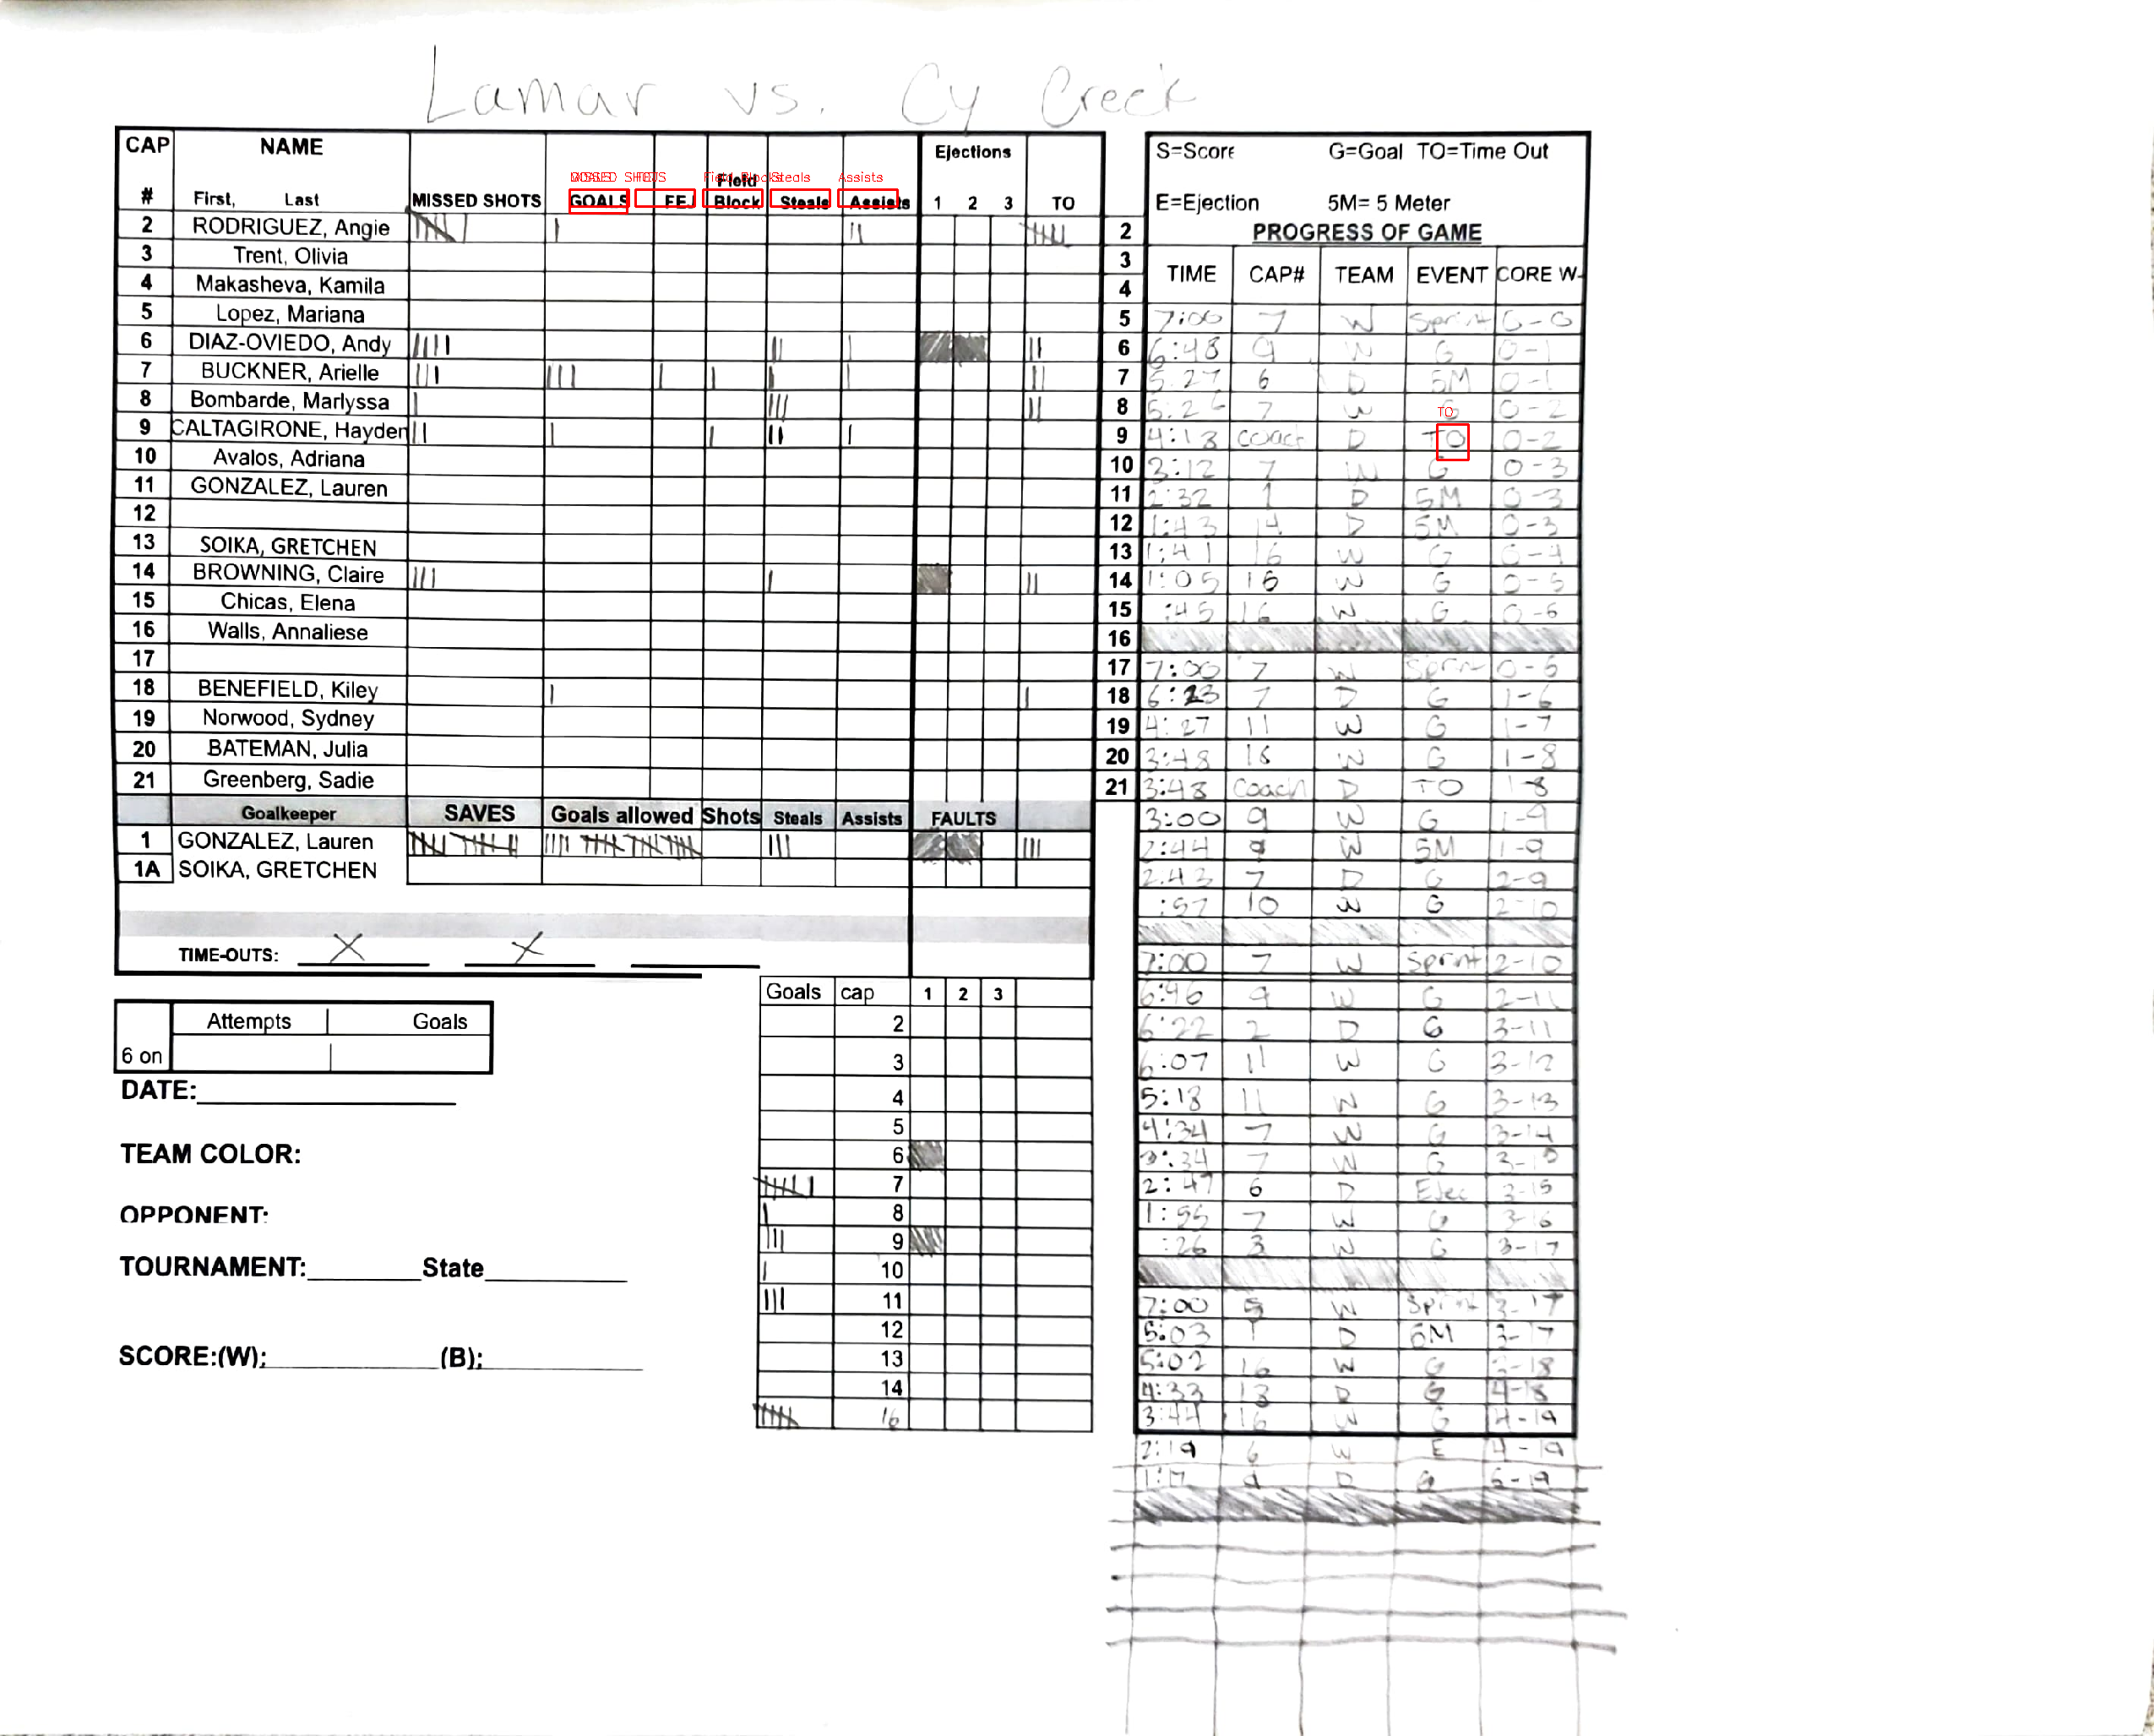 Lamar vs. Cy Creek
CAP # NAME First, Last MISSED SHOTS GOALS EEJ Field Block Steals Assists Ejections 1 2 3 TO
2 RODRIGUEZ, Angie
3 Trent, Olivia
4 Makasheva, Kamila
5 Lopez, Mariana
6 DIAZ-OVIEDO, Andy
7 BUCKNER, Arielle
8 Bombarde, Marlyssa
9 CALTAGIRONE, Hayden
10 Avalos, Adriana
11 GONZALEZ, Lauren
12
13 SOIKA, GRETCHEN
14 BROWNING, Claire
15 Chicas, Elena
16 Walls, Annaliese
17
18 BENEFIELD, Kiley
19 Norwood, Sydney
20 BATEMAN, Julia
21 Greenberg, Sadie
Goalkeeper SAVES Goals allowed Shots Steals Assists FAULTS
1 GONZALEZ, Lauren
1A SOIKA, GRETCHEN
TIME-OUTS: X X
Attempts Goals
6 on
DATE:
TEAM COLOR:
OPPONENT:
TOURNAMENT: State
SCORE:(W): (B):
Goals cap 1 2 3
2
3
4
5
6
7
8
9
10
11
12
13
14
16
S=Score G=Goal TO=Time Out
E=Ejection 5M= 5 Meter
2 PROGRESS OF GAME
3
4 TIME CAP# TEAM EVENT CORE W-
5 7:00 7 W Sprint 0-0
6 6:48 9 W G 0-1
7 5:27 6 D 5M 0-1
8 5:26 7 W G 0-2
9 4:13 coach D TO 0-2
10 3:12 7 W G 0-3
11 2:32 1 D 5M 0-3
12 1:43 14 D 5M 0-3
13 1:41 16 W G 0-4
14 1:05 16 W G 0-5
15 :45 16 W G 0-6
16
17 7:00 7 W Sprint 0-6
18 6:23 7 D G 1-6
19 4:27 11 W G 1-7
20 3:48 16 W G 1-8
21 3:48 Coach D TO 1-8
3:00 9 W G 1-9
2:44 9 W 5M 1-9
2:43 7 D G 2-9
:57 10 W G 2-10
7:00 7 W Sprint 2-10
6:46 9 W G 2-11
6:22 2 D G 3-11
6:07 11 W G 3-12
5:18 11 W G 3-13
4:34 7 W G 3-14
3:34 7 W G 3-15
2:47 6 D Ejec 3-15
1:55 7 W G 3-16
:26 3 W G 3-17
7:00 5 W Sprint 3-17
5:03 1 D 5M 3-17
5:02 16 W G 3-18
4:33 13 D G 4-18
3:44 16 W G 4-19
2:19 6 W E 4-19
9 D G 5-19